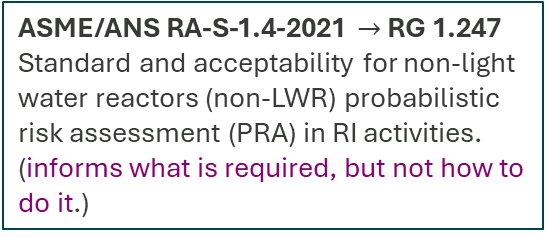 ASME/ANS RA-S-1.4-2021 → RG 1.247
Standard and acceptability for non-light
water reactors (non-LWR) probabilistic
risk assessment (PRA) in RI activities.
(informs what is required, but not how to
do it.)